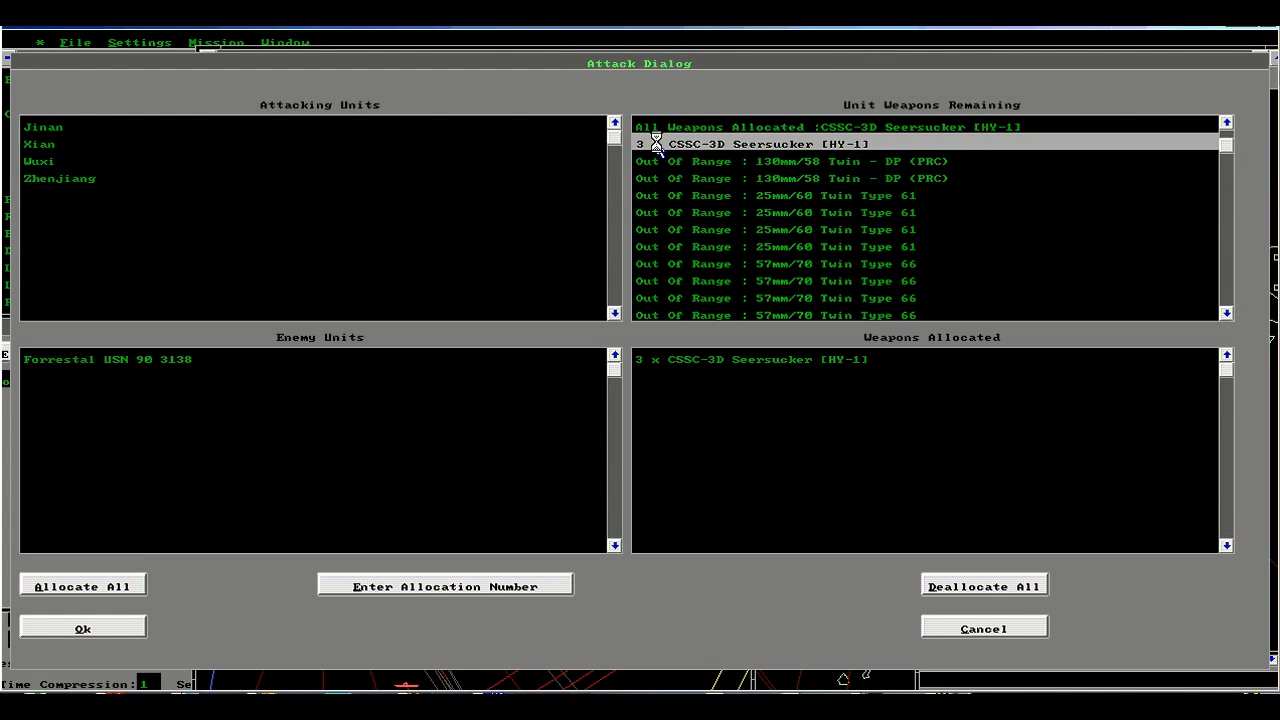 * File Settings Mission Window
Attack Dialog
Attacking Units
Unit Weapons Remaining
Jinan
Xian
Wuxi
Zhenjiang
All Weapons Allocated :CSSC-3D Seersucker [HY-1]
3 CSSC-3D Seersucker [HY-1]
Out Of Range : 130mm/58 Twin - DP (PRC)
Out Of Range : 130mm/58 Twin - DP (PRC)
Out Of Range : 25mm/60 Twin Type 61
Out Of Range : 25mm/60 Twin Type 61
Out Of Range : 25mm/60 Twin Type 61
Out Of Range : 25mm/60 Twin Type 61
Out Of Range : 57mm/70 Twin Type 66
Out Of Range : 57mm/70 Twin Type 66
Out Of Range : 57mm/70 Twin Type 66
Out Of Range : 57mm/70 Twin Type 66
Enemy Units
Weapons Allocated
Forrestal USN 90 3138
3 x CSSC-3D Seersucker [HY-1]
Allocate All
Enter Allocation Number
Deallocate All
Ok
Cancel
Time Compression:1 Se